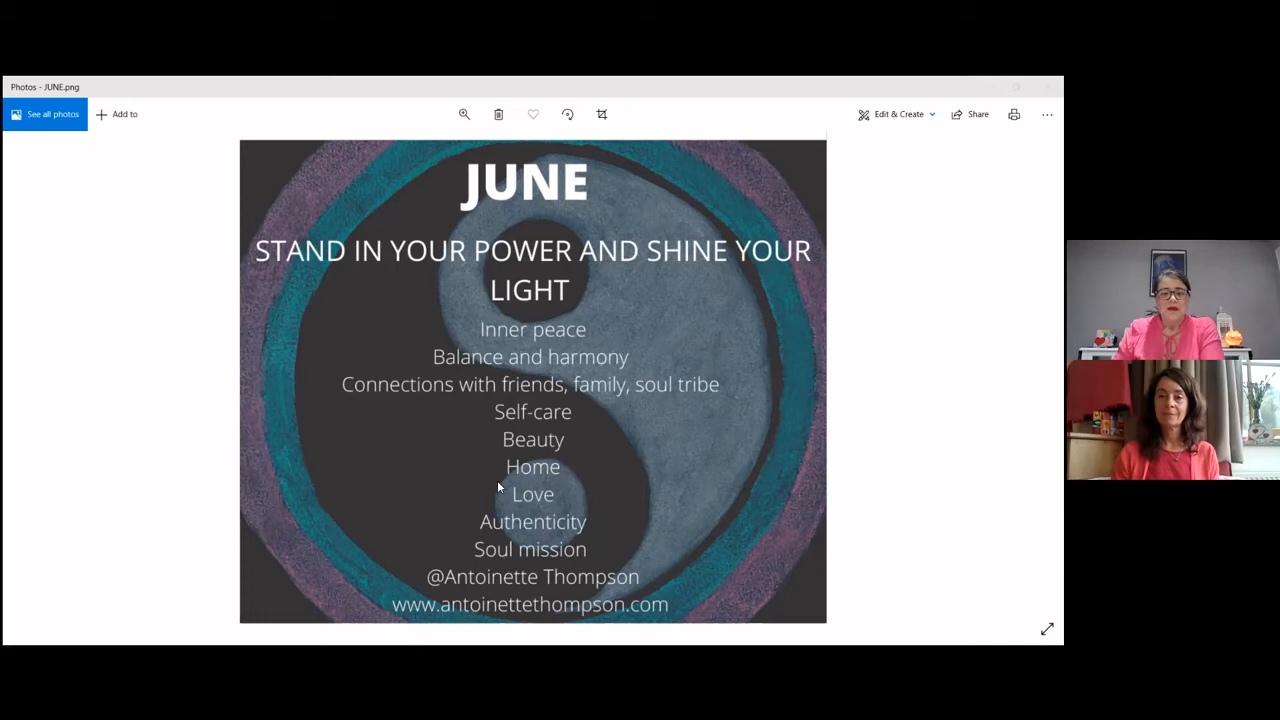 Photos - JUNE.png
See all photos
Add to
Edit & Create
Share
JUNE
STAND IN YOUR POWER AND SHINE YOUR
LIGHT
Inner peace
Balance and harmony
Connections with friends, family, soul tribe
Self-care
Beauty
Home
Love
Authenticity
Soul mission
@Antoinette Thompson
www.antoinettethompson.com